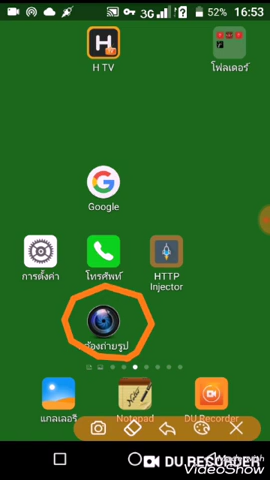 3G 52% 16:53
H TV
โฟลเดอร์
Google
การตั้งค่า
โทรศัพท์
HTTP Injector
กล้องถ่ายรูป
แกลเลอรี
Notepad
DU Recorder
DU RECORDER
VideoShow